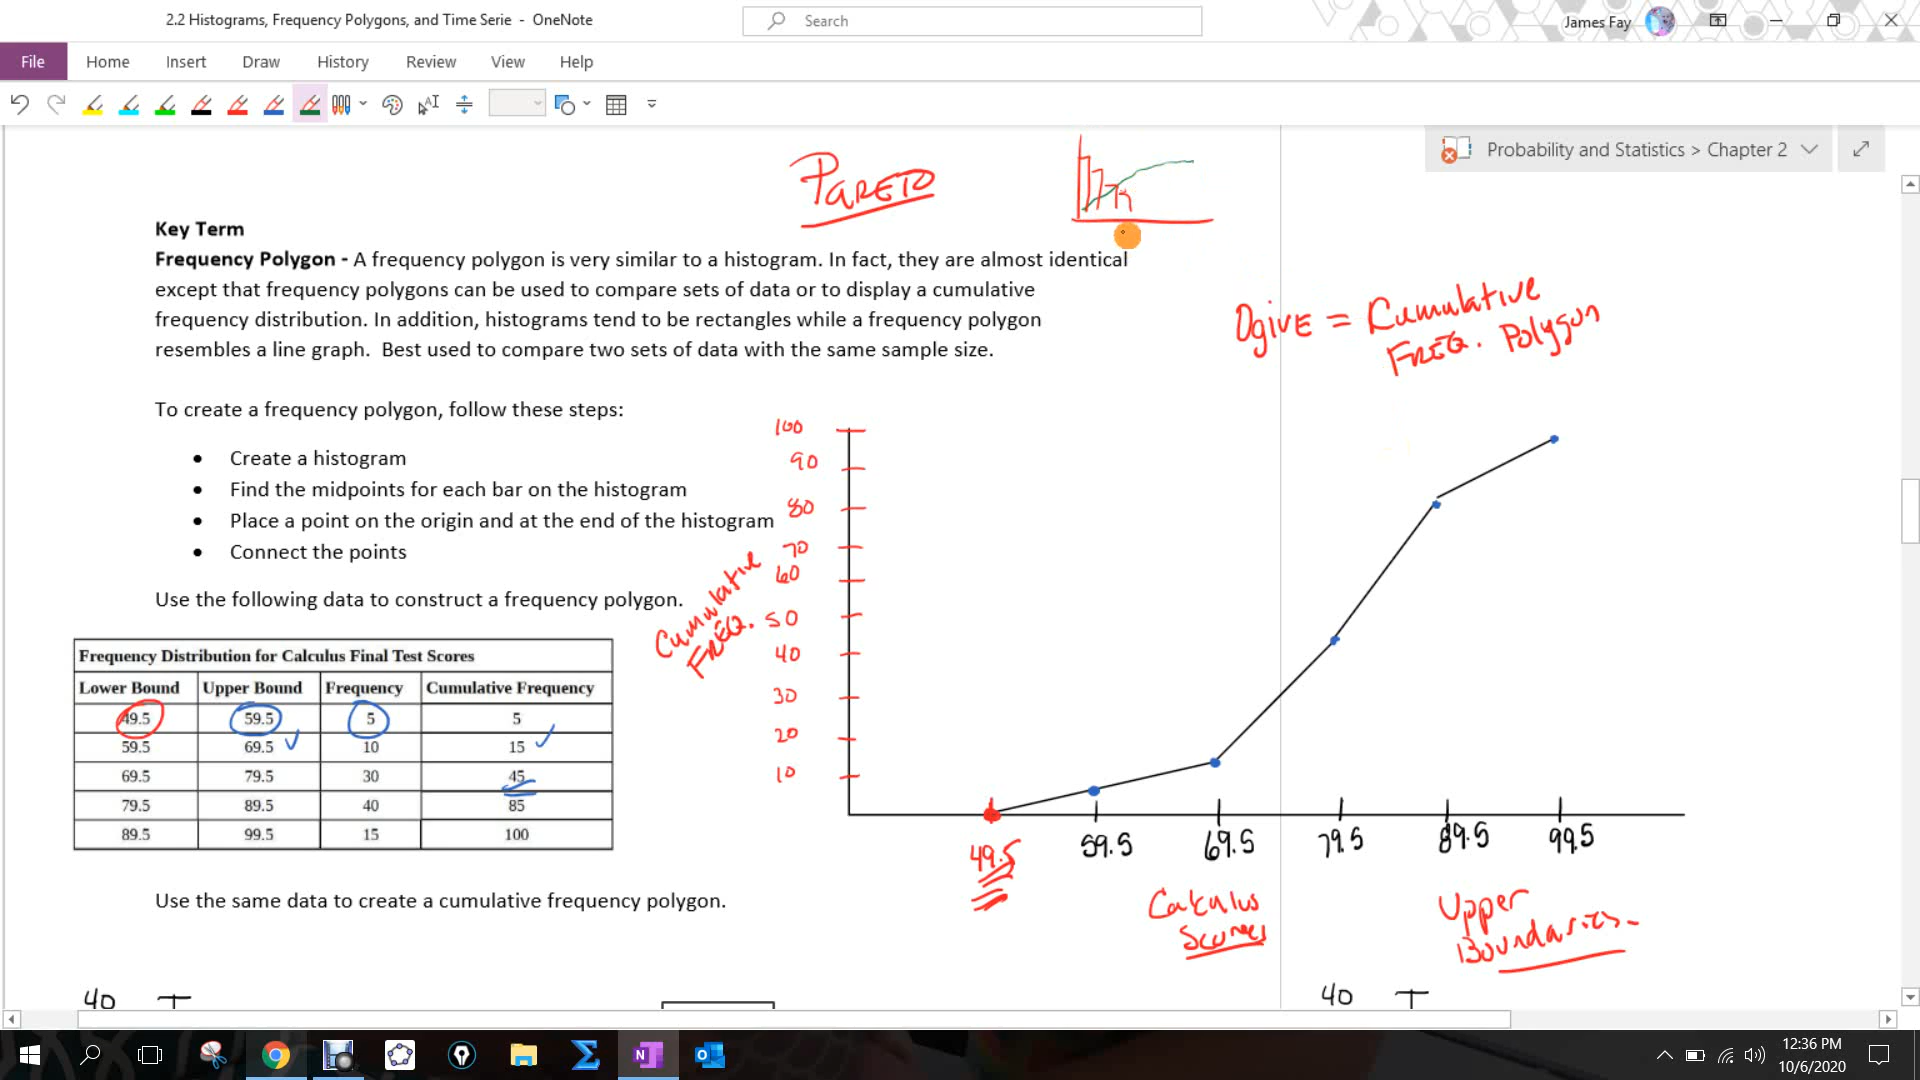 2.2 Histograms, Frequency Polygons, and Time Serie - OneNote
Search
James Fay
File Home Insert Draw History Review View Help
Probability and Statistics > Chapter 2
PARETO
Key Term
Frequency Polygon - A frequency polygon is very similar to a histogram. In fact, they are almost identical
except that frequency polygons can be used to compare sets of data or to display a cumulative
frequency distribution. In addition, histograms tend to be rectangles while a frequency polygon
resembles a line graph. Best used to compare two sets of data with the same sample size.
OgivE = Cumulative
FREQ. Polygon
To create a frequency polygon, follow these steps:
• Create a histogram
• Find the midpoints for each bar on the histogram
• Place a point on the origin and at the end of the histogram
• Connect the points
Use the following data to construct a frequency polygon.
Frequency Distribution for Calculus Final Test Scores
Lower Bound Upper Bound Frequency Cumulative Frequency
49.5 59.5 5 5
59.5 69.5 10 15
69.5 79.5 30 45
79.5 89.5 40 85
89.5 99.5 15 100
Use the same data to create a cumulative frequency polygon.
100
90
80
70
60
50
40
30
20
10
Cumulative
FREQ.
49.5 59.5 69.5 79.5 89.5 99.5
Calculus
Scores
Upper
Boundaries
40
40
12:36 PM
10/6/2020